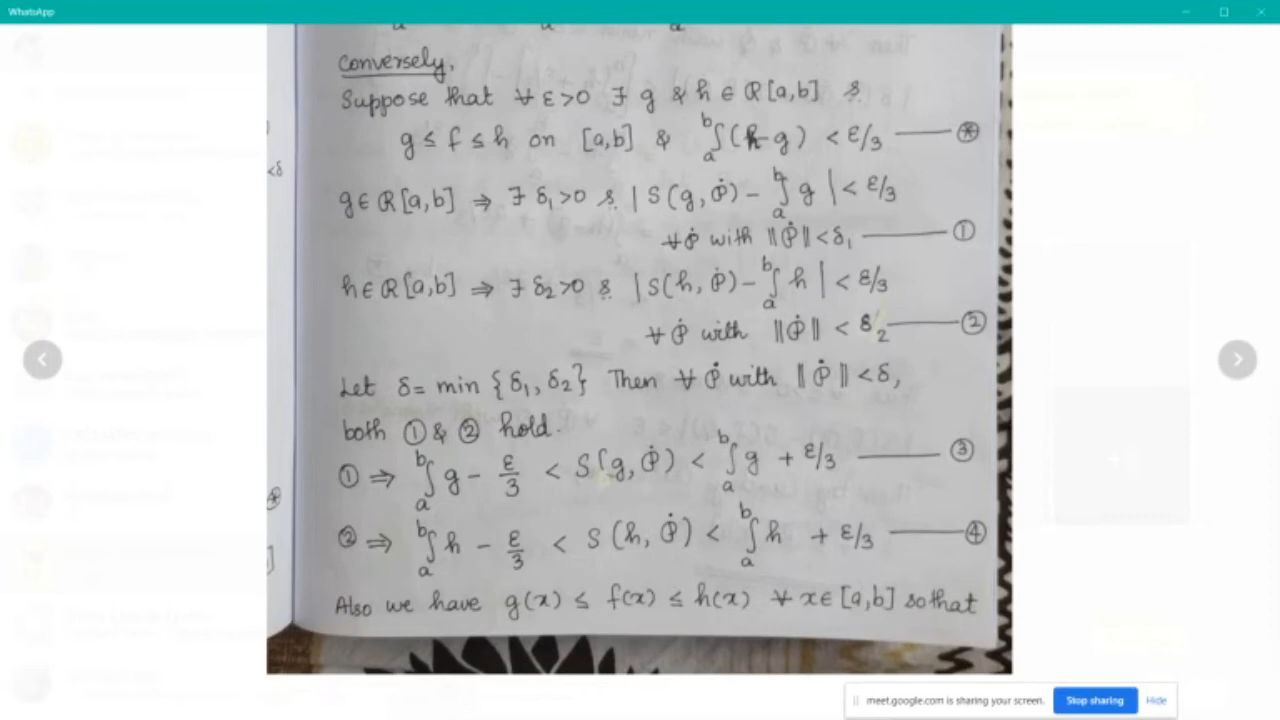 WhatsApp
a a a
Conversely,
Suppose that ∀ ε>0 ∃ g & h ∈ R[a,b] ∋.
g ≤ f ≤ h on [a,b] & ∫_a^b (h-g) < ε/3 —— ⊛
<δ
g ∈ R[a,b] ⇒ ∃ δ₁>0 ∋. | S(g, Ṗ) - ∫_a^b g | < ε/3
∀ Ṗ with ||Ṗ|| < δ₁ —— ①
h ∈ R[a,b] ⇒ ∃ δ₂>0 ∋. | S(h, Ṗ) - ∫_a^b h | < ε/3
∀ Ṗ with ||Ṗ|| < δ₂ —— ②
Let δ = min {δ₁, δ₂} Then ∀ Ṗ with ||Ṗ|| < δ,
both ① & ② hold.
① ⇒ ∫_a^b g - ε/3 < S(g, Ṗ) < ∫_a^b g + ε/3 —— ③
② ⇒ ∫_a^b h - ε/3 < S(h, Ṗ) < ∫_a^b h + ε/3 —— ④
Also we have g(x) ≤ f(x) ≤ h(x) ∀ x ∈ [a,b] so that
meet.google.com is sharing your screen. Stop sharing Hide